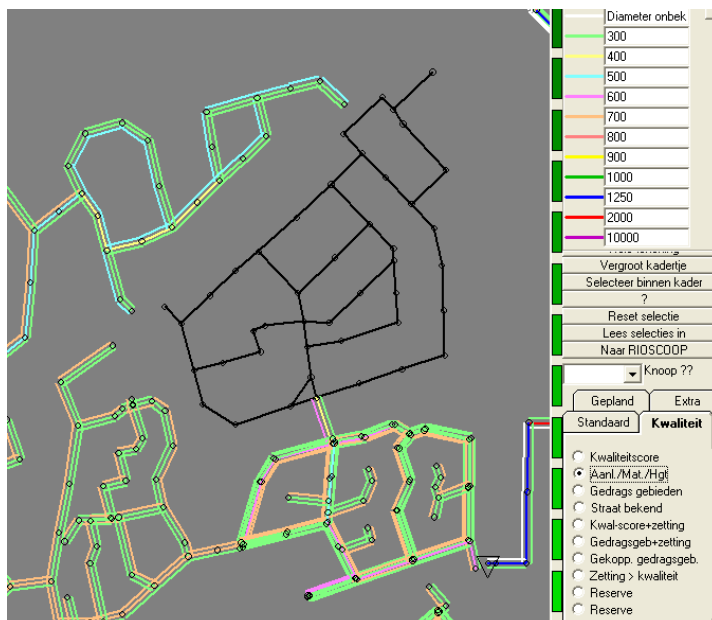 Diameter onbek
300
400
500
600
700
800
900
1000
1250
2000
10000
Vergroot kadertje
Selecteer binnen kader
?
Reset selectie
Lees selecties in
Naar RIOSCOOP
Knoop ??
Gepland
Extra
Standaard
Kwaliteit
Kwaliteitscore
Aanl./Mat./Hgt
Gedrags gebieden
Straat bekend
Kwal-score+zetting
Gedragsgeb+zetting
Gekopp. gedragsgeb.
Zetting > kwaliteit
Reserve
Reserve